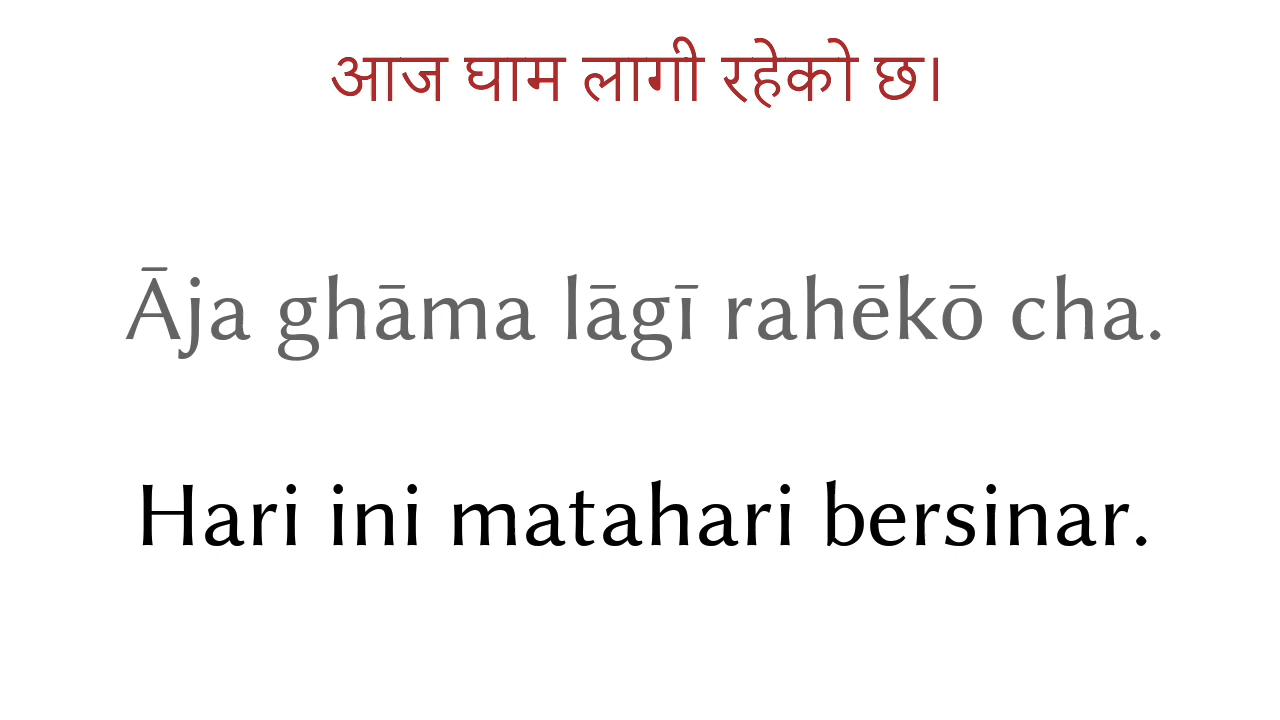 आज घाम लागी रहेको छ।
Āja ghāma lāgī rahēkō cha.
Hari ini matahari bersinar.